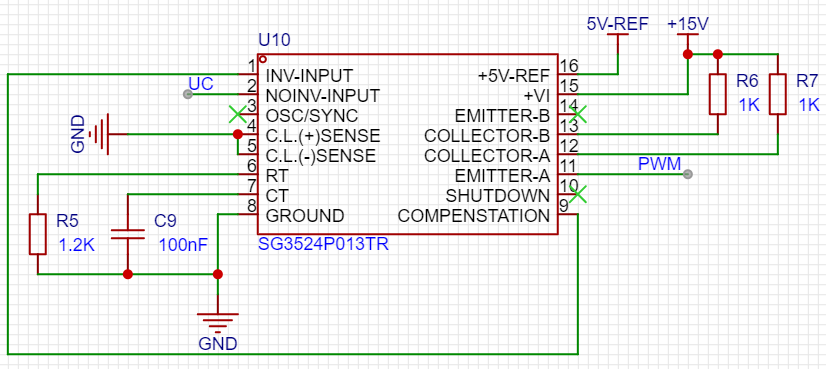 5V-REF +15V
U10
1 INV-INPUT +5V-REF 16
UC 2 NOINV-INPUT +VI 15
3 OSC/SYNC EMITTER-B 14
GND 4 C.L.(+)SENSE COLLECTOR-B 13
5 C.L.(-)SENSE COLLECTOR-A 12
6 RT EMITTER-A 11 PWM
7 CT SHUTDOWN 10
8 GROUND COMPENSTATION 9
R6 R7
1K 1K
R5 C9
1.2K 100nF
SG3524P013TR
GND